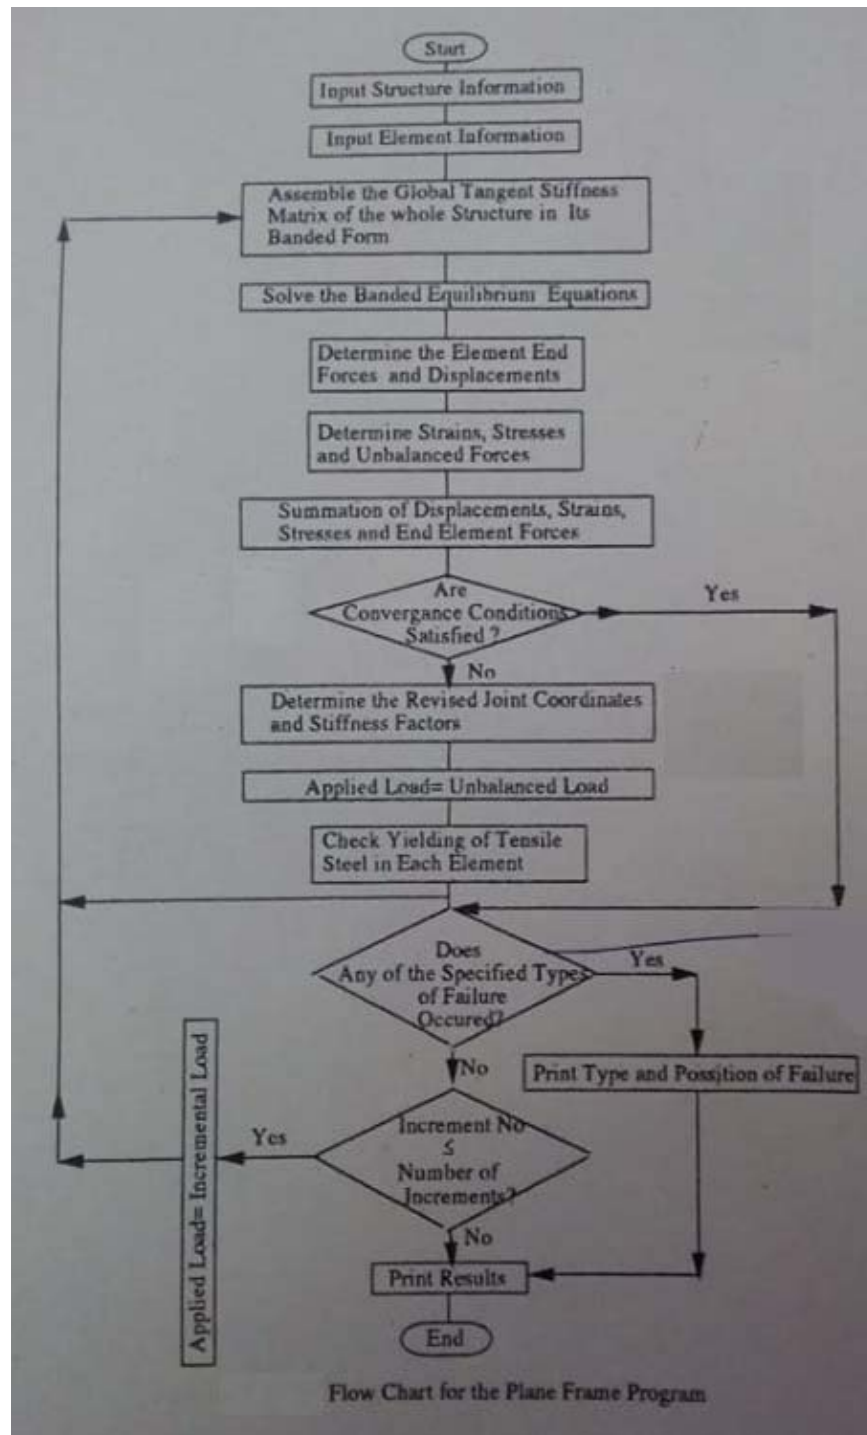 Start
Input Structure Information
Input Element Information
Assemble the Global Tangent Stiffness
Matrix of the whole Structure in Its
Banded Form
Solve the Banded Equilibrium Equations
Determine the Element End
Forces and Displacements
Determine Strains, Stresses
and Unbalanced Forces
Summation of Displacements, Strains,
Stresses and End Element Forces
Are
Convergance Conditions
Satisfied ?
Yes
No
Determine the Revised Joint Coordinates
and Stiffness Factors
Applied Load= Unbalanced Load
Check Yielding of Tensile
Steel in Each Element
Does
Any of the Specified Types
of Failure
Occured?
Yes
No
Print Type and Possition of Failure
Increment No
≤
Number of
Increments?
Yes
Applied Load= Incremental Load
No
Print Results
End
Flow Chart for the Plane Frame Program